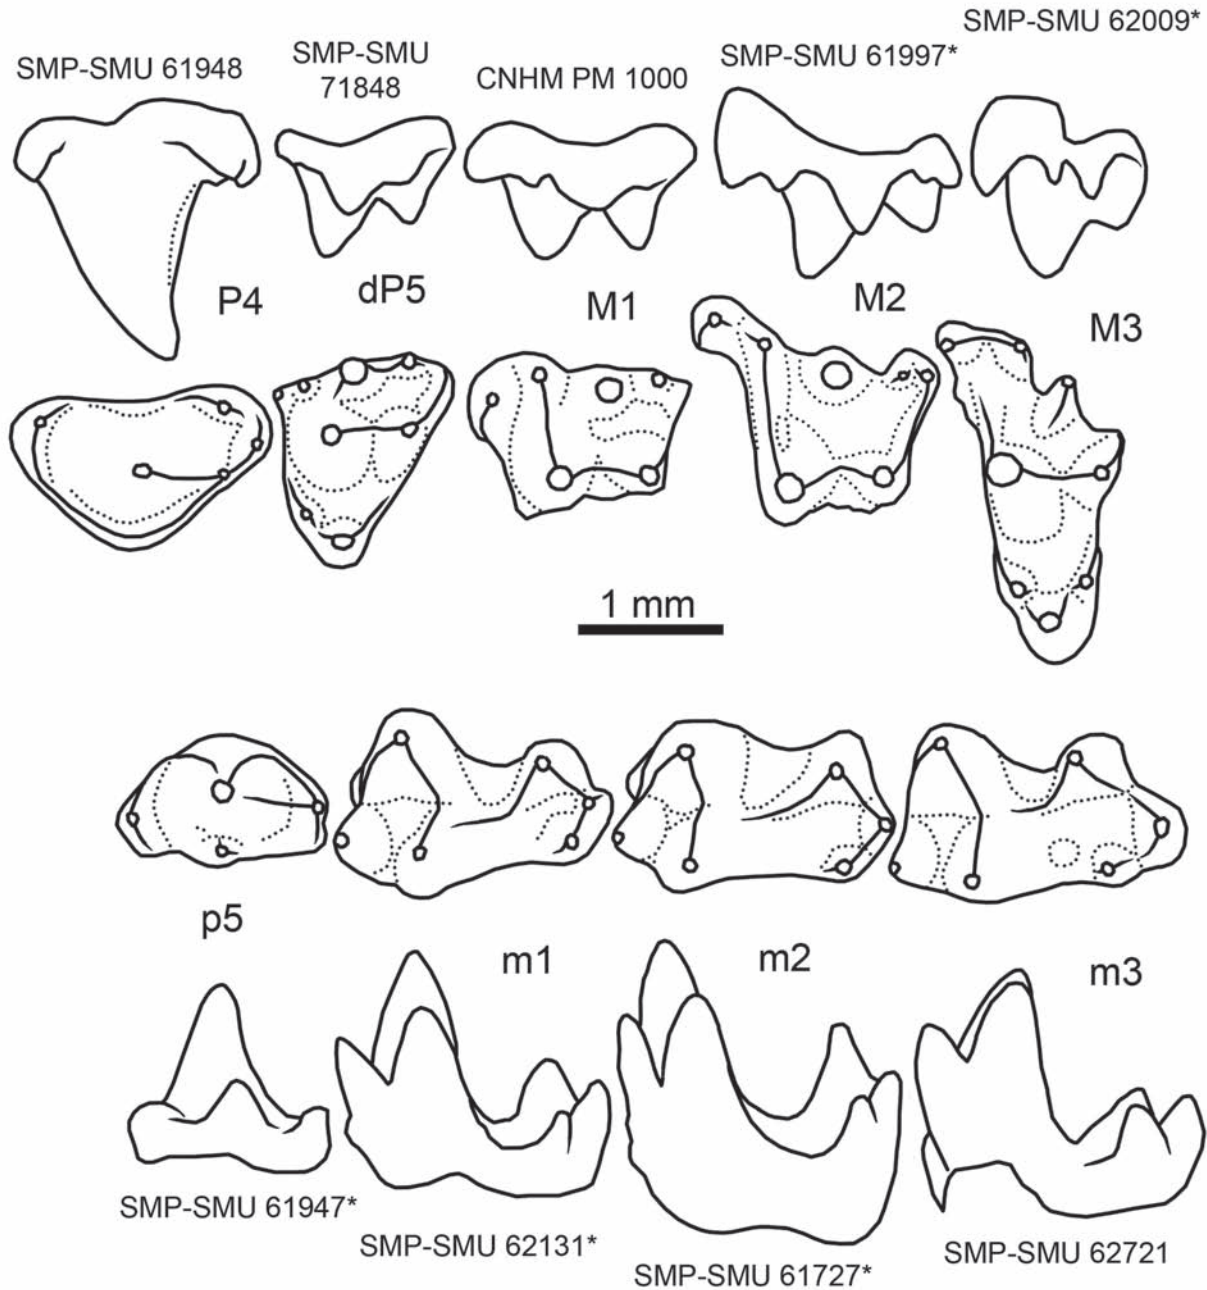 SMP-SMU 61948
SMP-SMU
71848
CNHM PM 1000
SMP-SMU 61997*
SMP-SMU 62009*
P4
dP5
M1
M2
M3
1 mm
p5
m1
m2
m3
SMP-SMU 61947*
SMP-SMU 62131*
SMP-SMU 61727*
SMP-SMU 62721